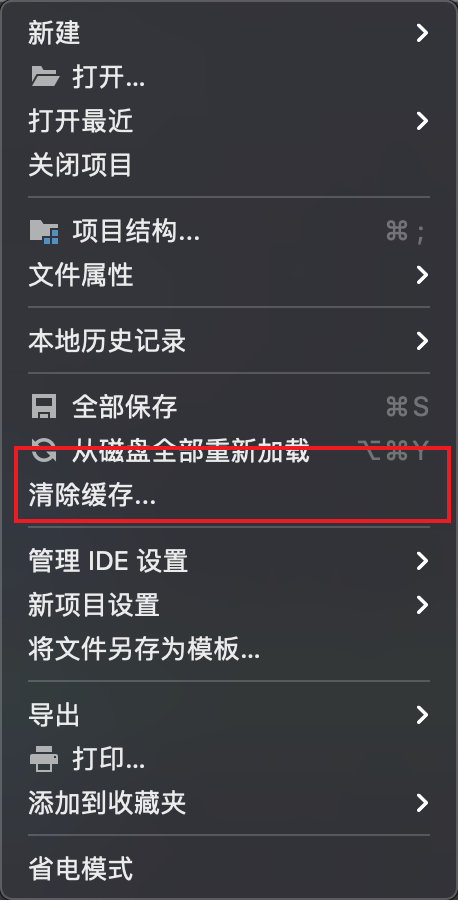 新建
打开...
打开最近
关闭项目
项目结构... ⌘ ;
文件属性
本地历史记录
全部保存 ⌘ S
从磁盘全部重新加载 ⌥⌘Y
清除缓存...
管理 IDE 设置
新项目设置
将文件另存为模板...
导出
打印...
添加到收藏夹
省电模式